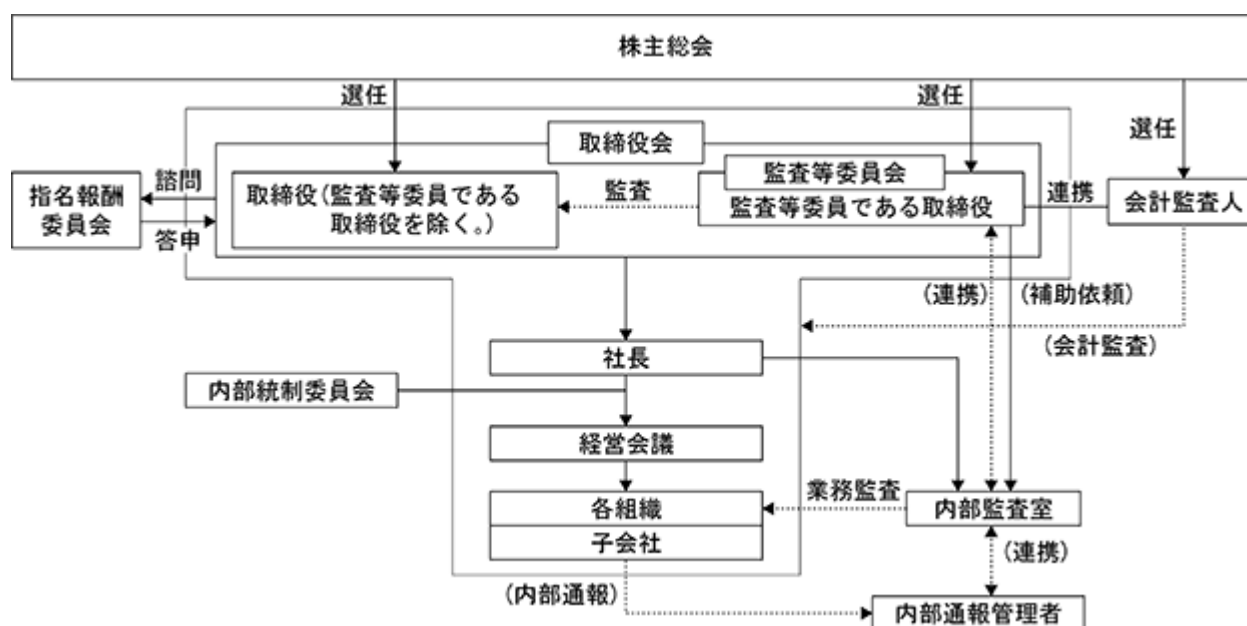 株主総会
選任
選任
選任
取締役会
監査等委員会
指名報酬
委員会
諮問
答申
取締役(監査等委員である
取締役を除く。)
監査
監査等委員である取締役
連携
会計監査人
(連携)
(補助依頼)
(会計監査)
社長
内部統制委員会
経営会議
業務監査
各組織
内部監査室
子会社
(連携)
(内部通報)
内部通報管理者